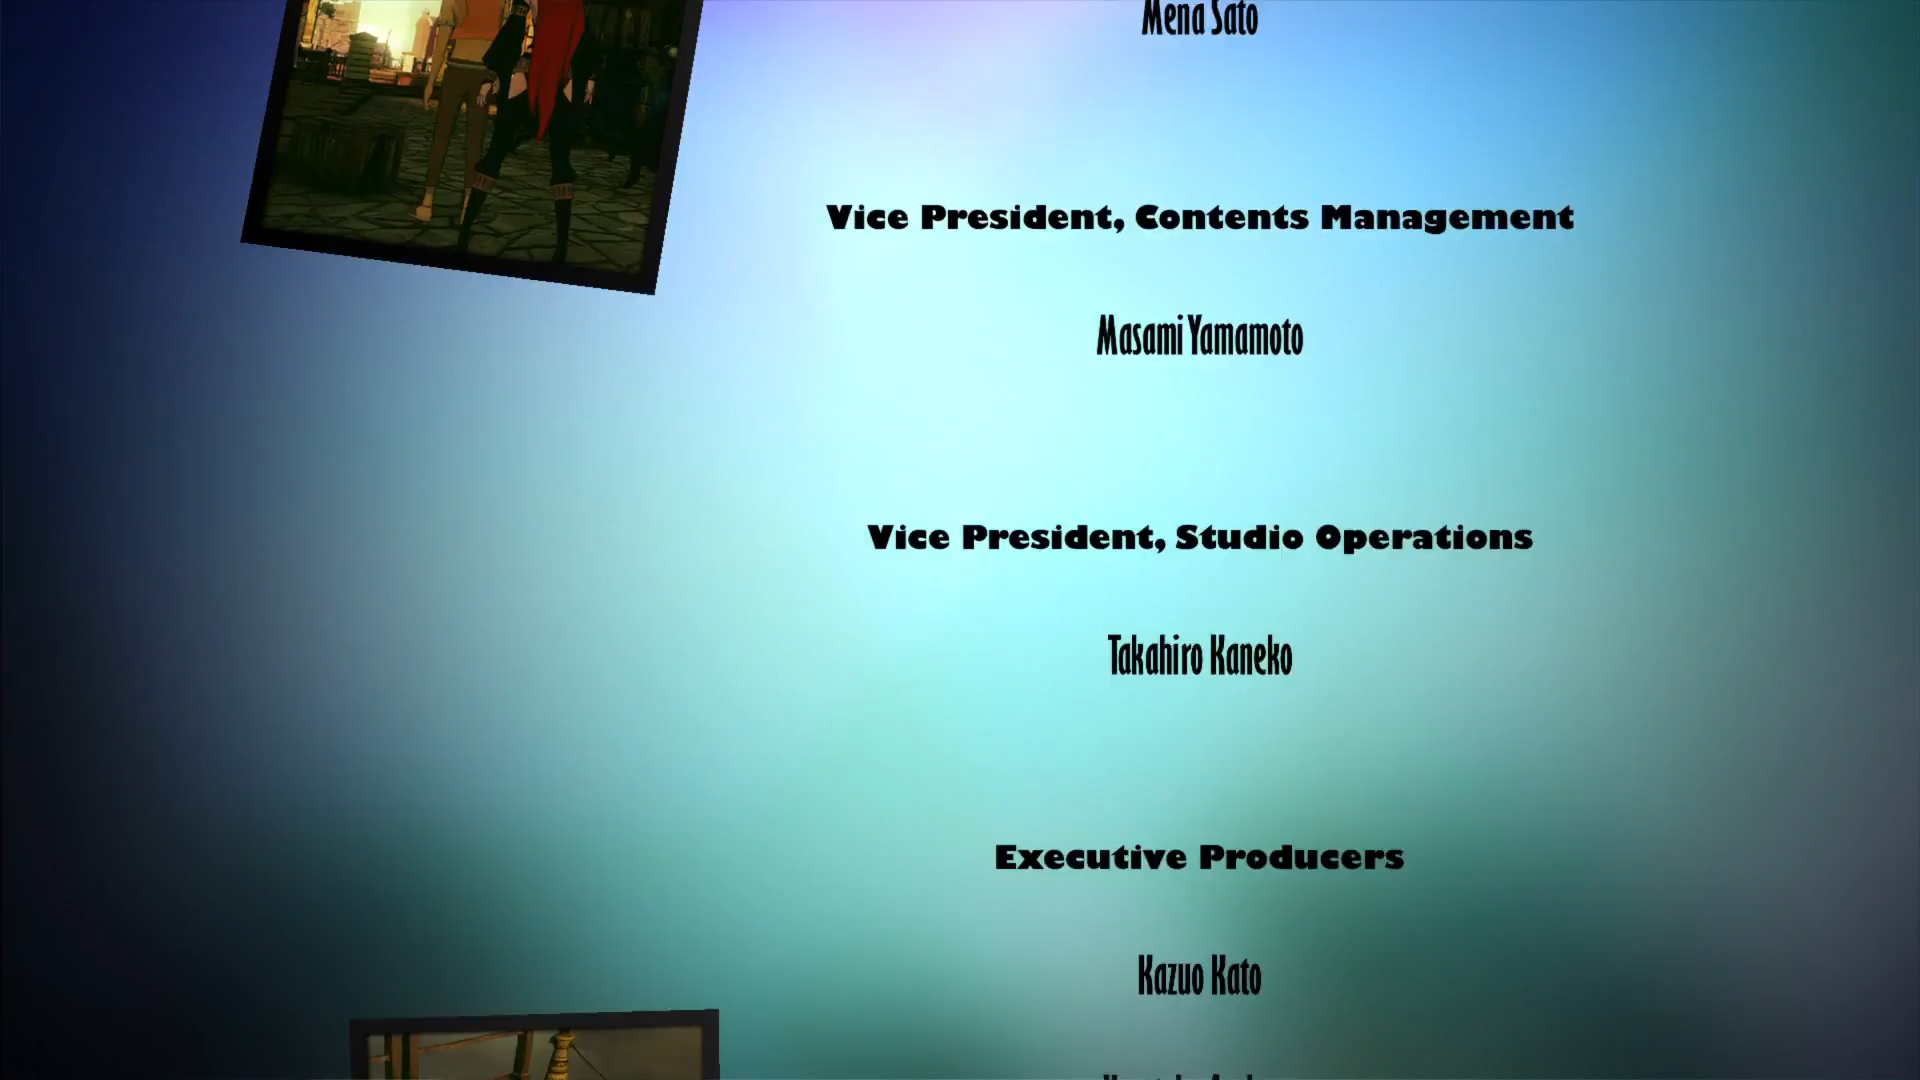 Mena Sato
Vice President, Contents Management
Masami Yamamoto
Vice President, Studio Operations
Takahiro Kaneko
Executive Producers
Kazuo Kato